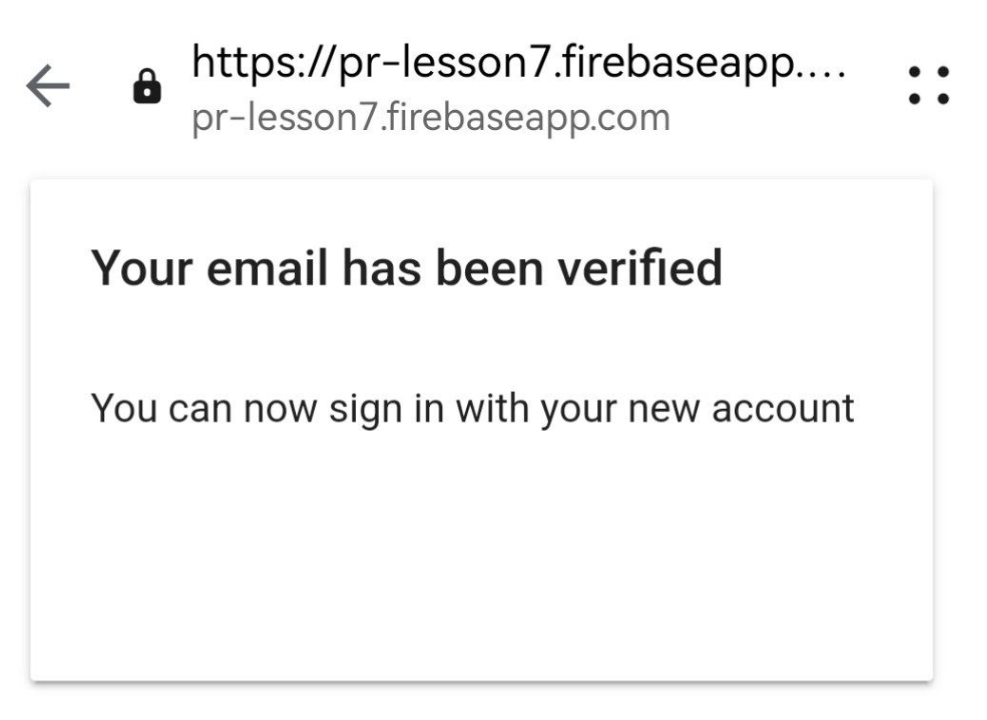 https://pr-lesson7.firebaseapp....
pr-lesson7.firebaseapp.com
Your email has been verified
You can now sign in with your new account